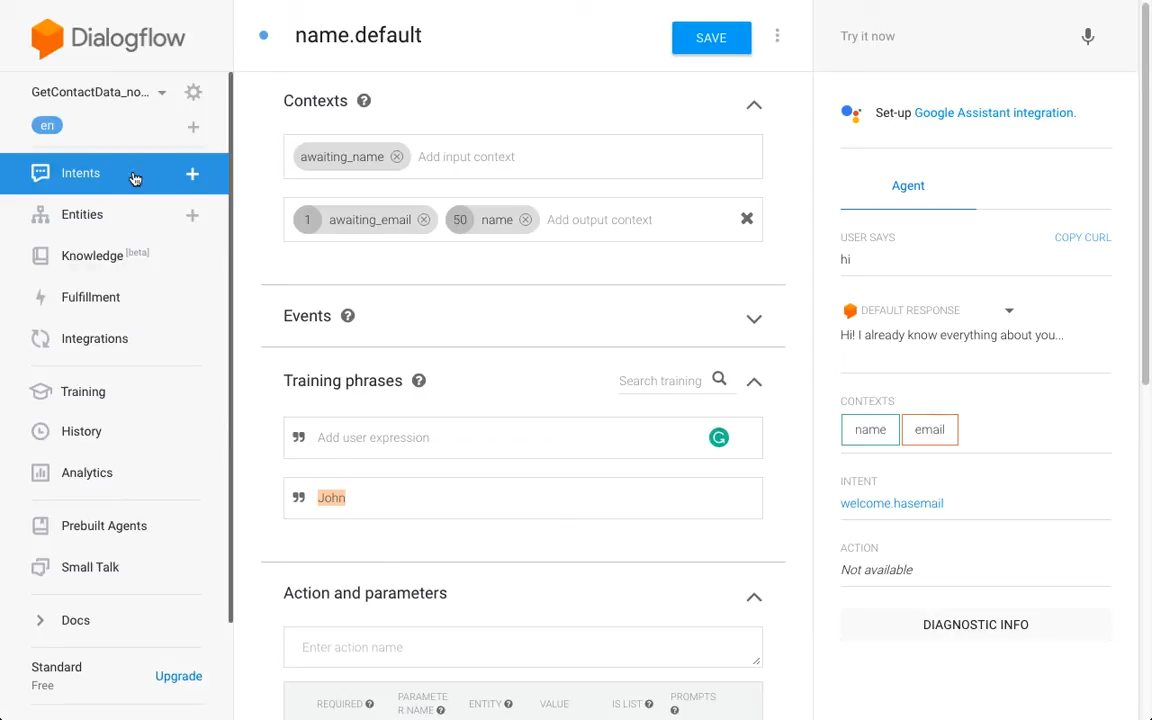 Dialogflow
name.default
SAVE
Try it now
GetContactData_no...
en
Intents
Entities
Knowledge [beta]
Fulfillment
Integrations
Training
History
Analytics
Prebuilt Agents
Small Talk
Docs
Standard
Free
Upgrade
Contexts
awaiting_name Add input context
1 awaiting_email 50 name Add output context
Events
Training phrases
Search training
Add user expression
John
Action and parameters
Enter action name
REQUIRED
PARAMETE
R NAME
ENTITY
VALUE
IS LIST
PROMPTS
Set-up Google Assistant integration.
Agent
USER SAYS
COPY CURL
hi
DEFAULT RESPONSE
Hi! I already know everything about you...
CONTEXTS
name
email
INTENT
welcome.hasemail
ACTION
Not available
DIAGNOSTIC INFO